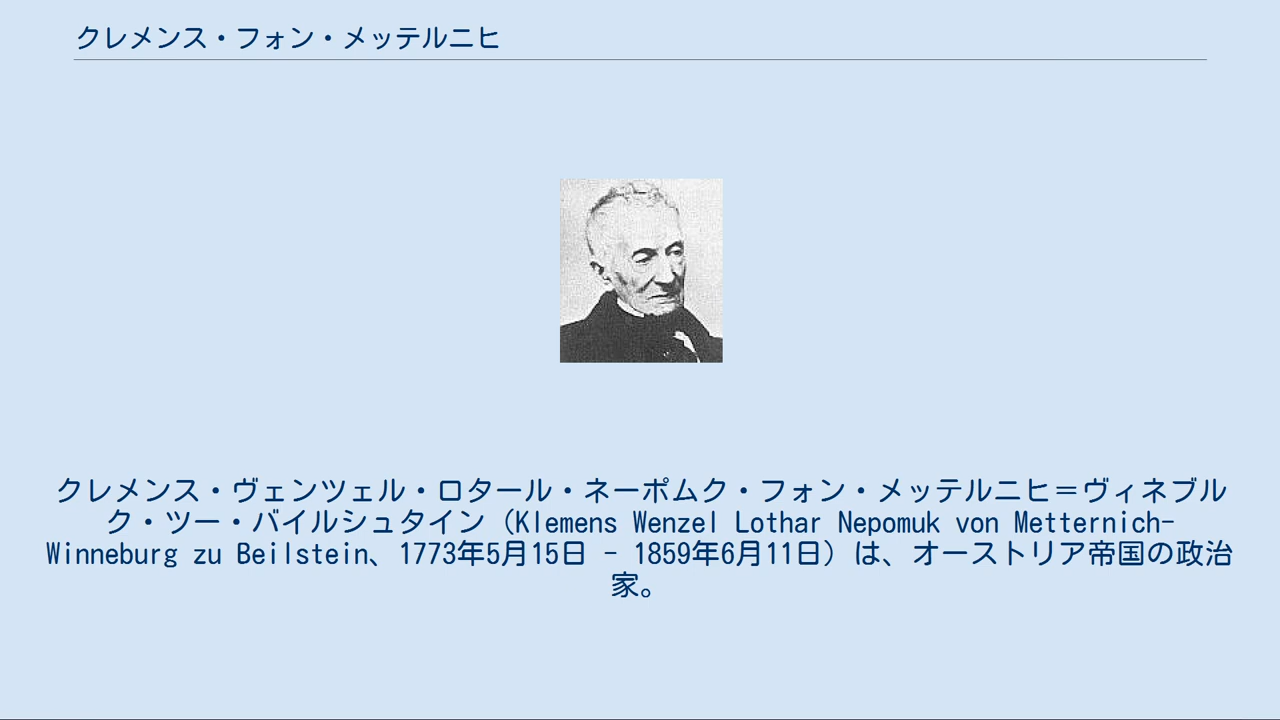 クレメンス・フォン・メッテルニヒ
クレメンス・ヴェンツェル・ロタール・ネーポムク・フォン・メッテルニヒ＝ヴィネブル
ク・ツー・バイルシュタイン（Klemens Wenzel Lothar Nepomuk von Metternich-
Winneburg zu Beilstein、1773年5月15日 - 1859年6月11日）は、オーストリア帝国の政治
家。